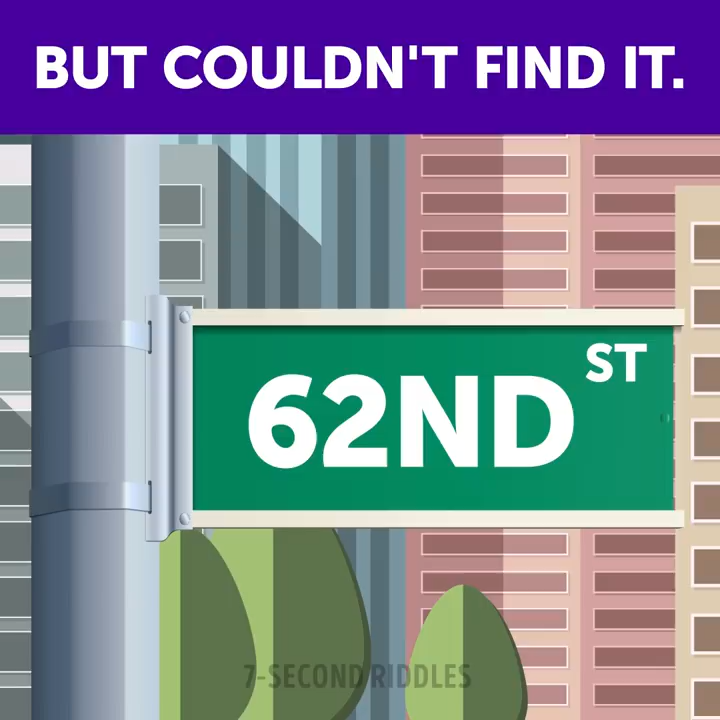 BUT COULDN'T FIND IT.
62ND ST
7-SECOND RIDDLES